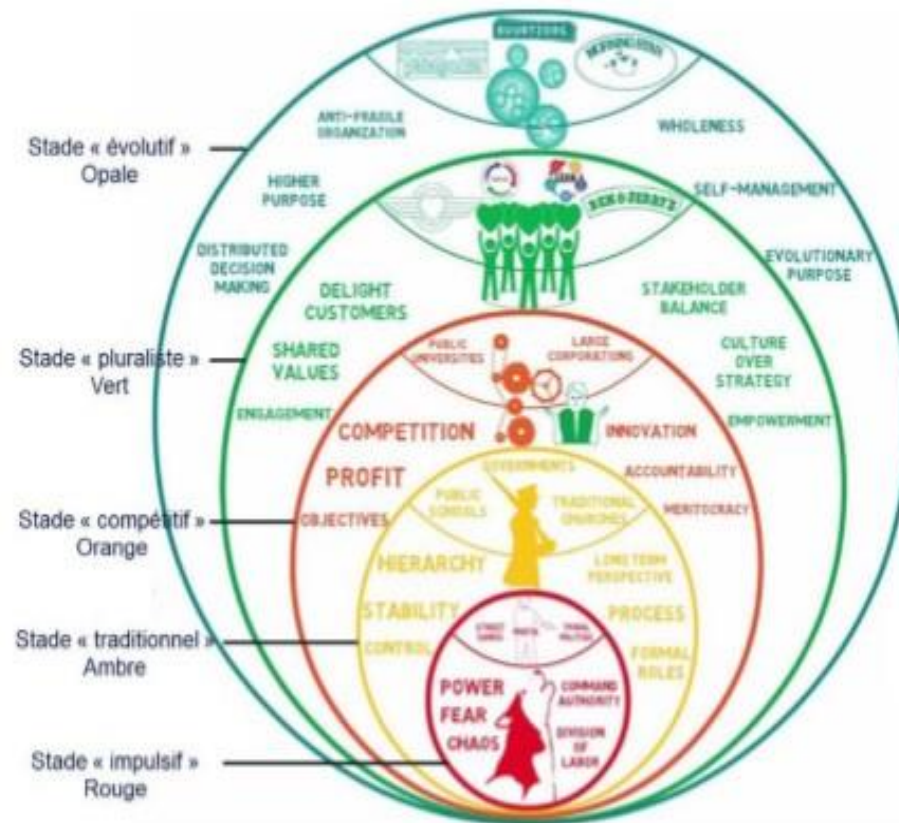 BUURTZORG
MORNING STAR
ANTI-FRAGILE
ORGANIZATION
WHOLENESS
Stade « évolutif »
Opale
HIGHER
PURPOSE
SELF-MANAGEMENT
DISTRIBUTED
DECISION
MAKING
EVOLUTIONARY
PURPOSE
BEN & JERRY'S
DELIGHT
CUSTOMERS
STAKEHOLDER
BALANCE
Stade « pluraliste »
Vert
SHARED
VALUES
CULTURE
OVER
STRATEGY
ENGAGEMENT
EMPOWERMENT
PUBLIC
UNIVERSITIES
LARGE
CORPORATIONS
COMPETITION
INNOVATION
PROFIT
ACCOUNTABILITY
Stade « compétitif »
Orange
OBJECTIVES
MERITOCRACY
GOVERNMENTS
PUBLIC
SCHOOLS
TRADITIONAL
CHURCHES
HIERARCHY
LONG TERM
PERSPECTIVE
STABILITY
PROCESS
Stade « traditionnel »
Ambre
CONTROL
FORMAL
ROLES
STREET
GANGS
MAFIA
TRIBAL
MILITIAS
POWER
FEAR
CHAOS
COMMAND
AUTHORITY
DIVISION
OF
LABOR
Stade « impulsif »
Rouge